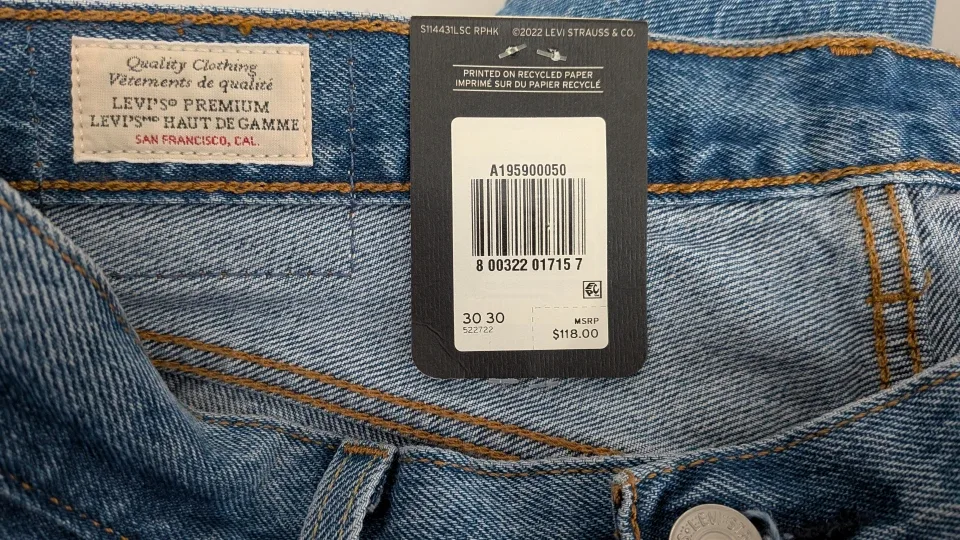 Quality Clothing
Vêtements de qualité
LEVI'S® PREMIUM
LEVI'S ᴹᴰ HAUT DE GAMME
SAN FRANCISCO, CAL.
S114431LSC RPHK ©2022 LEVI STRAUSS & CO.
PRINTED ON RECYCLED PAPER
IMPRIMÉ SUR DU PAPIER RECYCLÉ
A195900050
8 00322 01715 7
30 30
522722
MSRP
$118.00